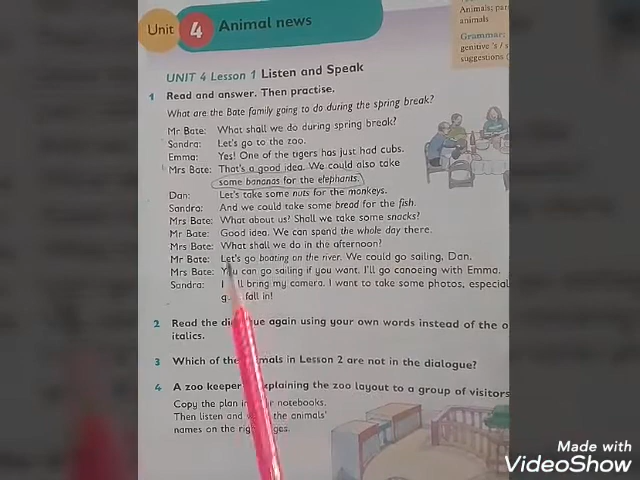 Unit 4 Animal news
Animals; par
animals
Grammar:
genitive 's / s
suggestions (
UNIT 4 Lesson 1 Listen and Speak
1 Read and answer. Then practise.
What are the Bate family going to do during the spring break?
Mr Bate: What shall we do during spring break?
Sandra: Let's go to the zoo.
Emma: Yes! One of the tigers has just had cubs.
Mrs Bate: That's a good idea. We could also take
some bananas for the elephants.
Dan: Let's take some nuts for the monkeys.
Sandra: And we could take some bread for the fish.
Mrs Bate: What about us? Shall we take some snacks?
Mr Bate: Good idea. We can spend the whole day there.
Mrs Bate: What shall we do in the afternoon?
Mr Bate: Let's go boating on the river. We could go sailing, Dan.
Mrs Bate: You can go sailing if you want. I'll go canoeing with Emma.
Sandra: bring my camera. I want to take some photos, especial
fall in!
2 Read the again using your own words instead of the o
italics.
3 Which of the in Lesson 2 are not in the dialogue?
4 A zoo keeper explaining the zoo layout to a group of visitors
Copy the plan in notebooks.
Then listen and the animals'
names on the
Made with
VideoShow